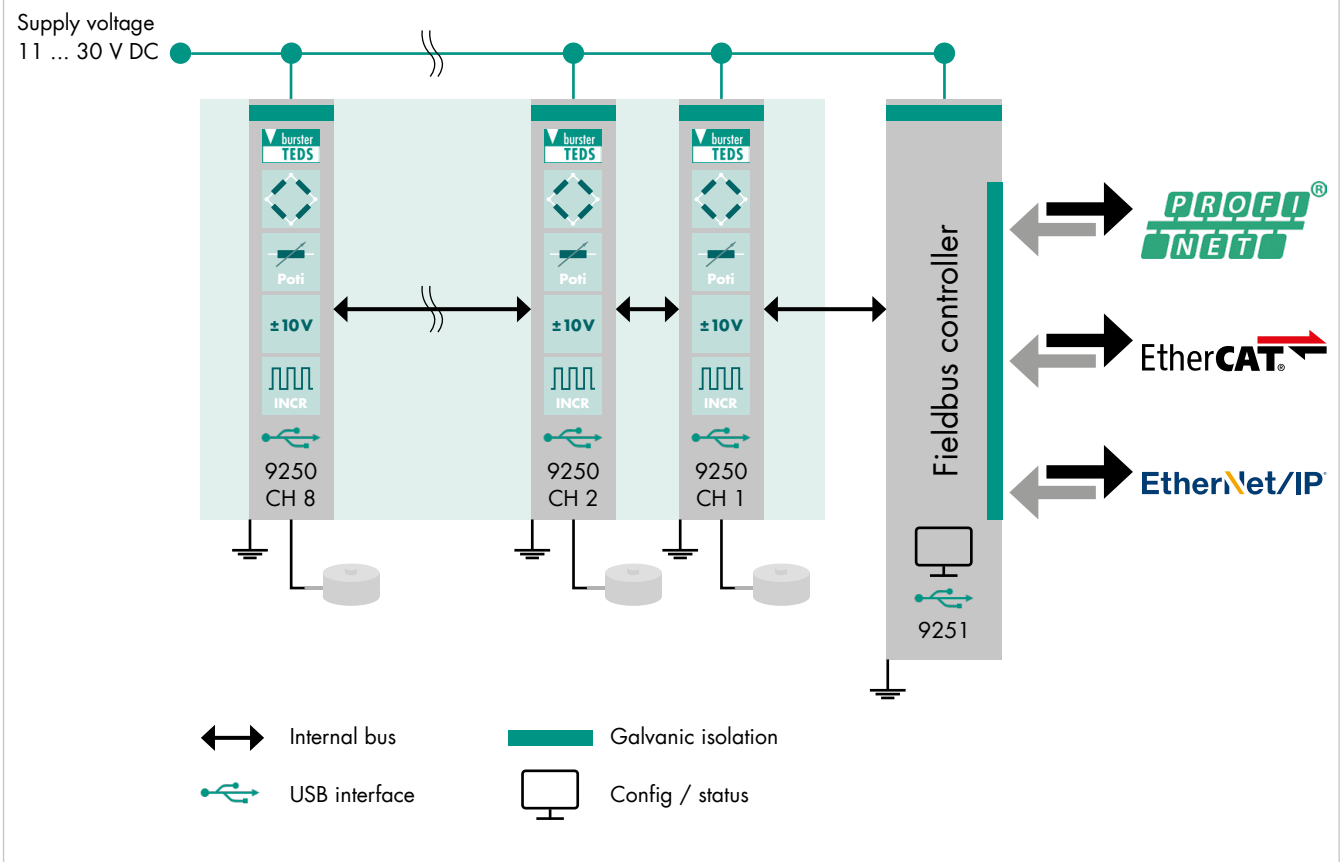 Supply voltage
11 ... 30 V DC
burster
TEDS
Poti
±10V
INCR
9250
CH 8
burster
TEDS
Poti
±10V
INCR
9250
CH 2
burster
TEDS
Poti
±10V
INCR
9250
CH 1
Fieldbus controller
9251
PROFI®
NET
EtherCAT®
EtherNet/IP
Internal bus
Galvanic isolation
USB interface
Config / status